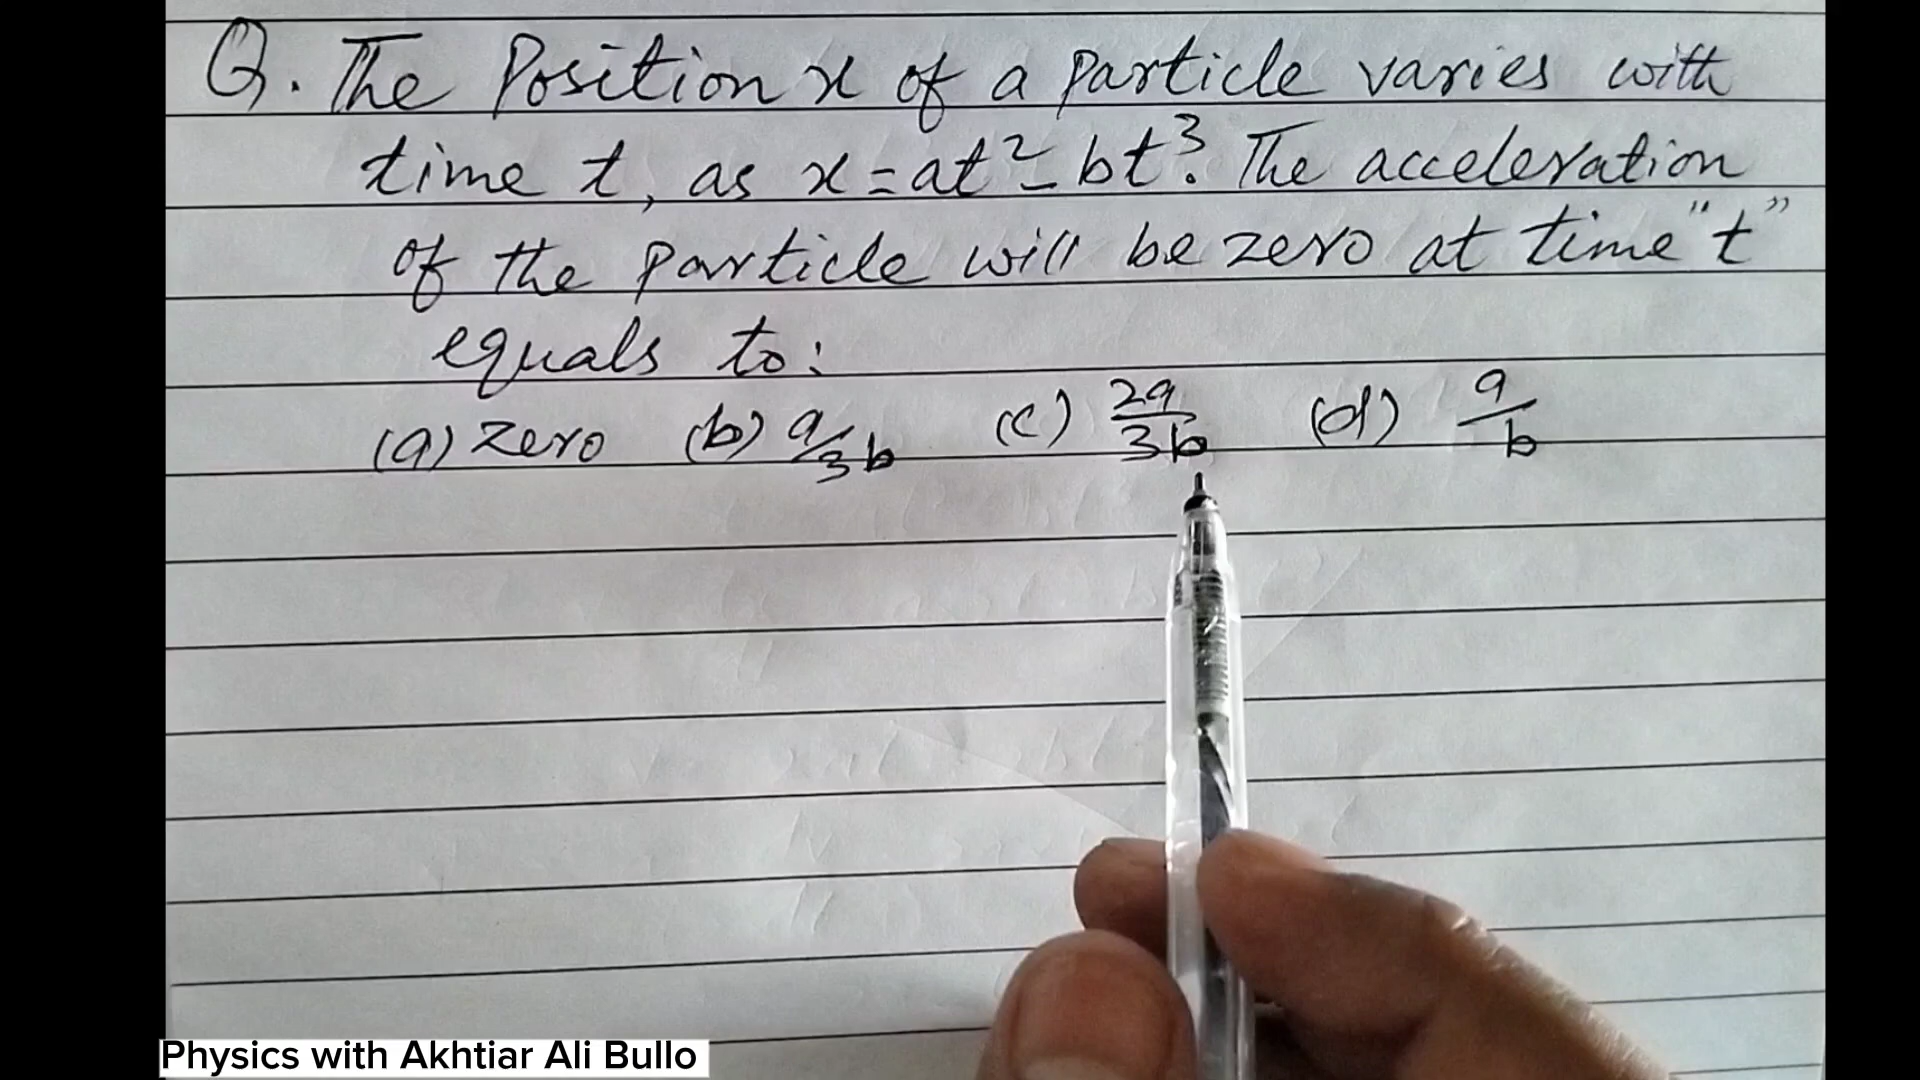 Q. The Position x of a particle varies with
time t, as x = at² - bt³. The acceleration
of the particle will be zero at time "t"
equals to:
(a) zero (b) a/3b (c) 2a/3b (d) a/b
Physics with Akhtiar Ali Bullo